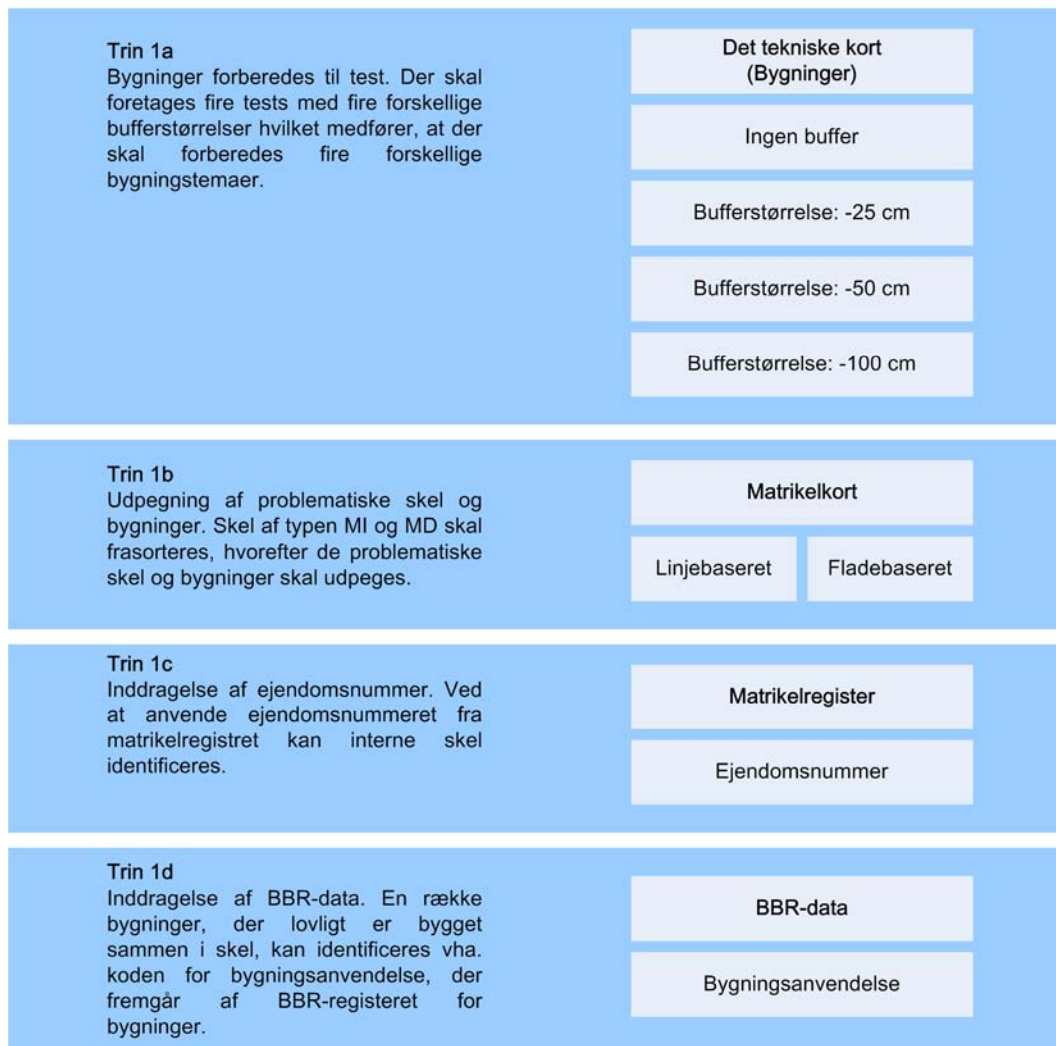 Trin 1a
Bygninger forberedes til test. Der skal
foretages fire tests med fire forskellige
bufferstørrelser hvilket medfører, at der
skal forberedes fire forskellige
bygningstemaer.
Det tekniske kort
(Bygninger)
Ingen buffer
Bufferstørrelse: -25 cm
Bufferstørrelse: -50 cm
Bufferstørrelse: -100 cm
Trin 1b
Udpegning af problematiske skel og
bygninger. Skel af typen MI og MD skal
frasorteres, hvorefter de problematiske
skel og bygninger skal udpeges.
Matrikelkort
Linjebaseret
Fladebaseret
Trin 1c
Inddragelse af ejendomsnummer. Ved
at anvende ejendomsnummeret fra
matrikelregistret kan interne skel
identificeres.
Matrikelregister
Ejendomsnummer
Trin 1d
Inddragelse af BBR-data. En række
bygninger, der lovligt er bygget
sammen i skel, kan identificeres vha.
koden for bygningsanvendelse, der
fremgår af BBR-registeret for
bygninger.
BBR-data
Bygningsanvendelse